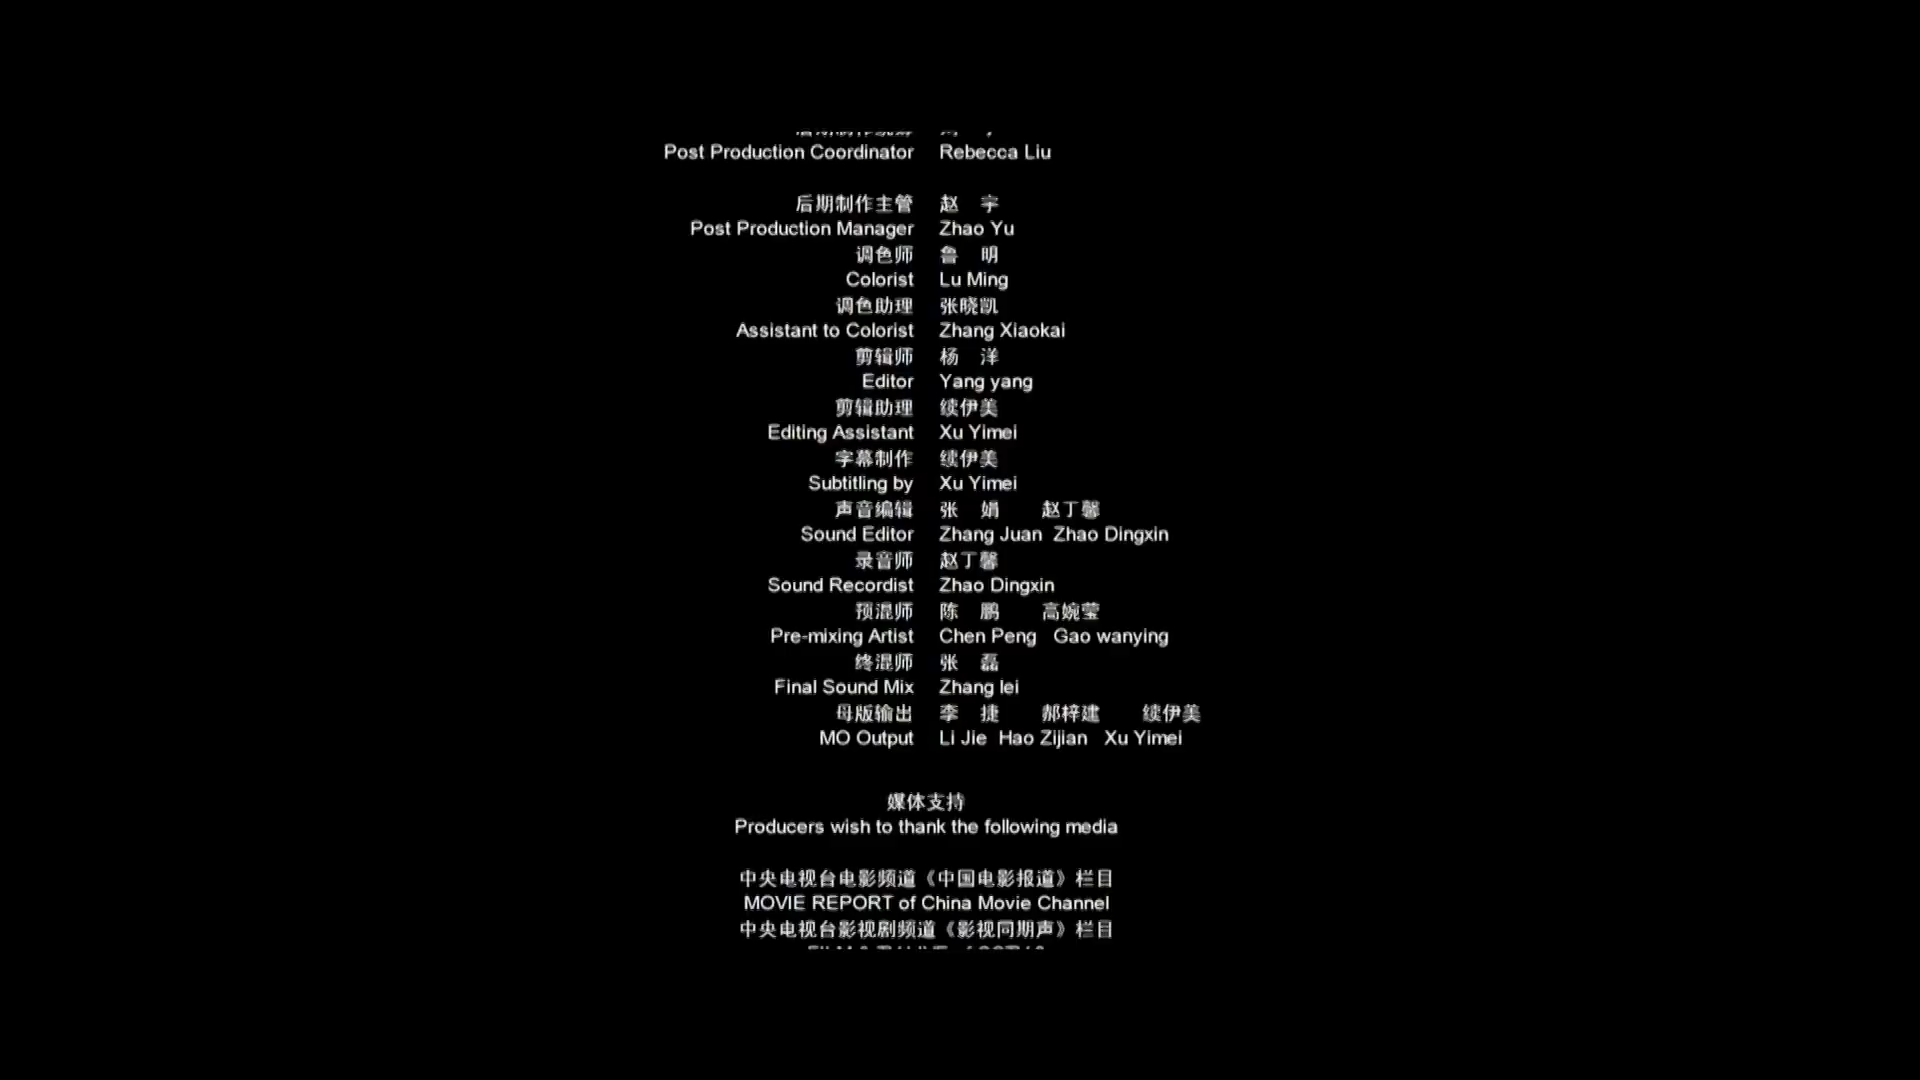 Post Production Coordinator Rebecca Liu
后期制作主管 赵 宇
Post Production Manager Zhao Yu
调色师 鲁 明
Colorist Lu Ming
调色助理 张晓凯
Assistant to Colorist Zhang Xiaokai
剪辑师 杨 洋
Editor Yang yang
剪辑助理 续伊美
Editing Assistant Xu Yimei
字幕制作 续伊美
Subtitling by Xu Yimei
声音编辑 张 娟 赵丁馨
Sound Editor Zhang Juan Zhao Dingxin
录音师 赵丁馨
Sound Recordist Zhao Dingxin
预混师 陈 鹏 高婉莹
Pre-mixing Artist Chen Peng Gao wanying
终混师 张 磊
Final Sound Mix Zhang lei
母版输出 李 捷 郝梓建 续伊美
MO Output Li Jie Hao Zijian Xu Yimei
媒体支持
Producers wish to thank the following media
中央电视台电影频道《中国电影报道》栏目
MOVIE REPORT of China Movie Channel
中央电视台影视剧频道《影视同期声》栏目